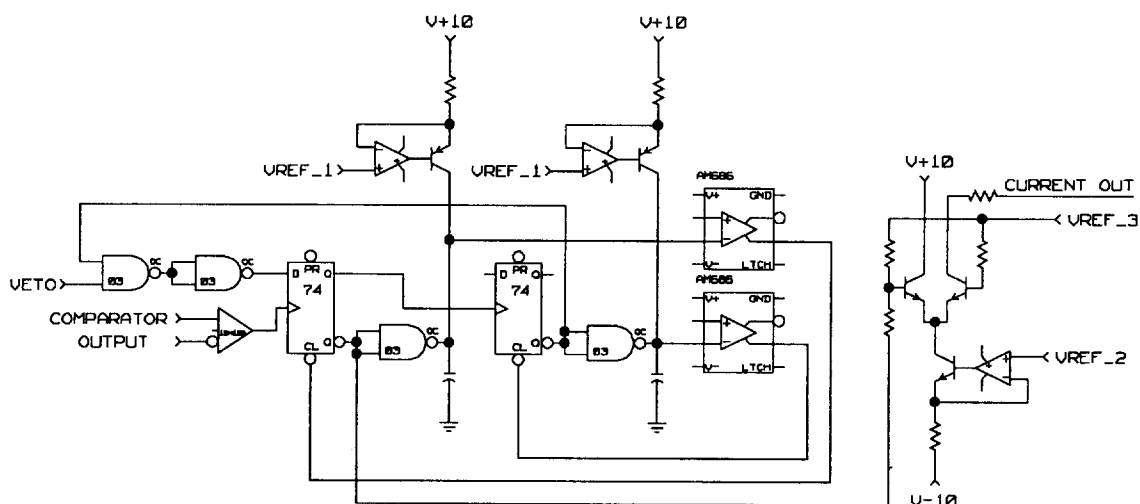 V+10
V+10
VREF_1
VREF_1
V+10
CURRENT OUT
VREF_3
AM686
V+
GND
V-
LTCH
AM686
V+
GND
V-
LTCH
VETO
03
OC
03
OC
D
PR
Q
74
CL
Q
D
PR
Q
74
CL
Q
COMPARATOR
OUTPUT
03
OC
03
OC
VREF_2
V-10